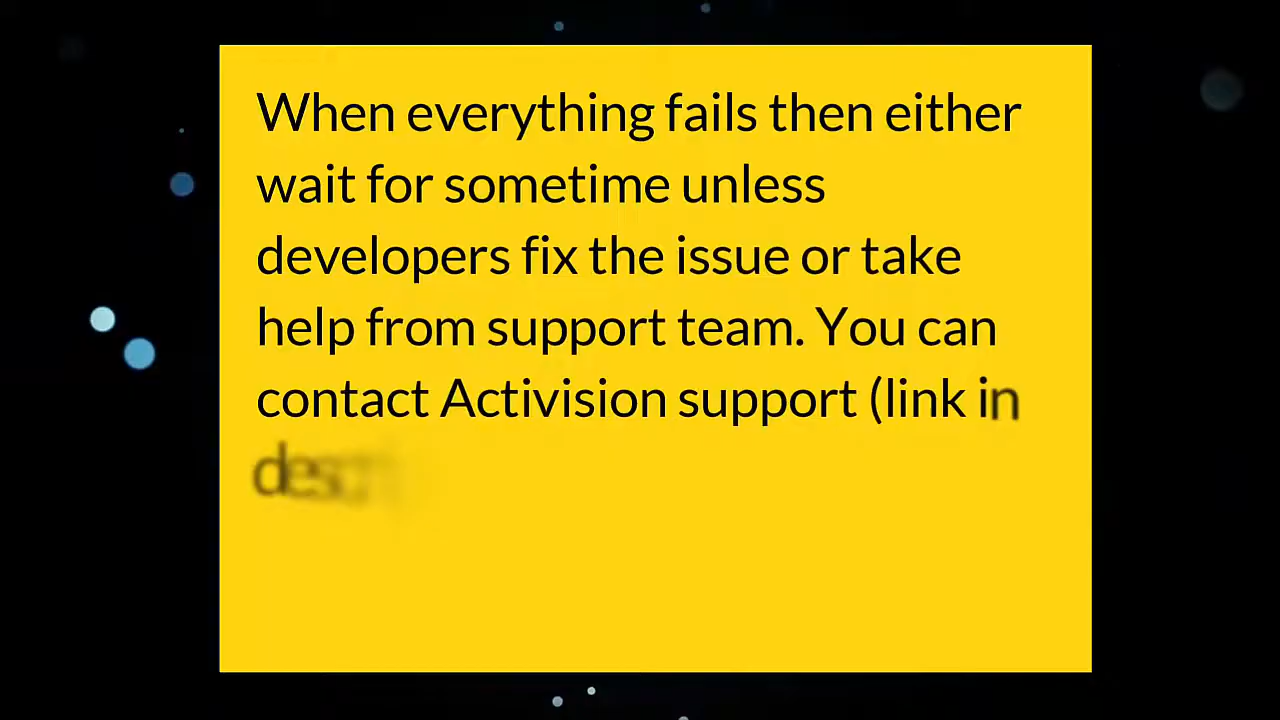 When everything fails then either
wait for sometime unless
developers fix the issue or take
help from support team. You can
contact Activision support (link in